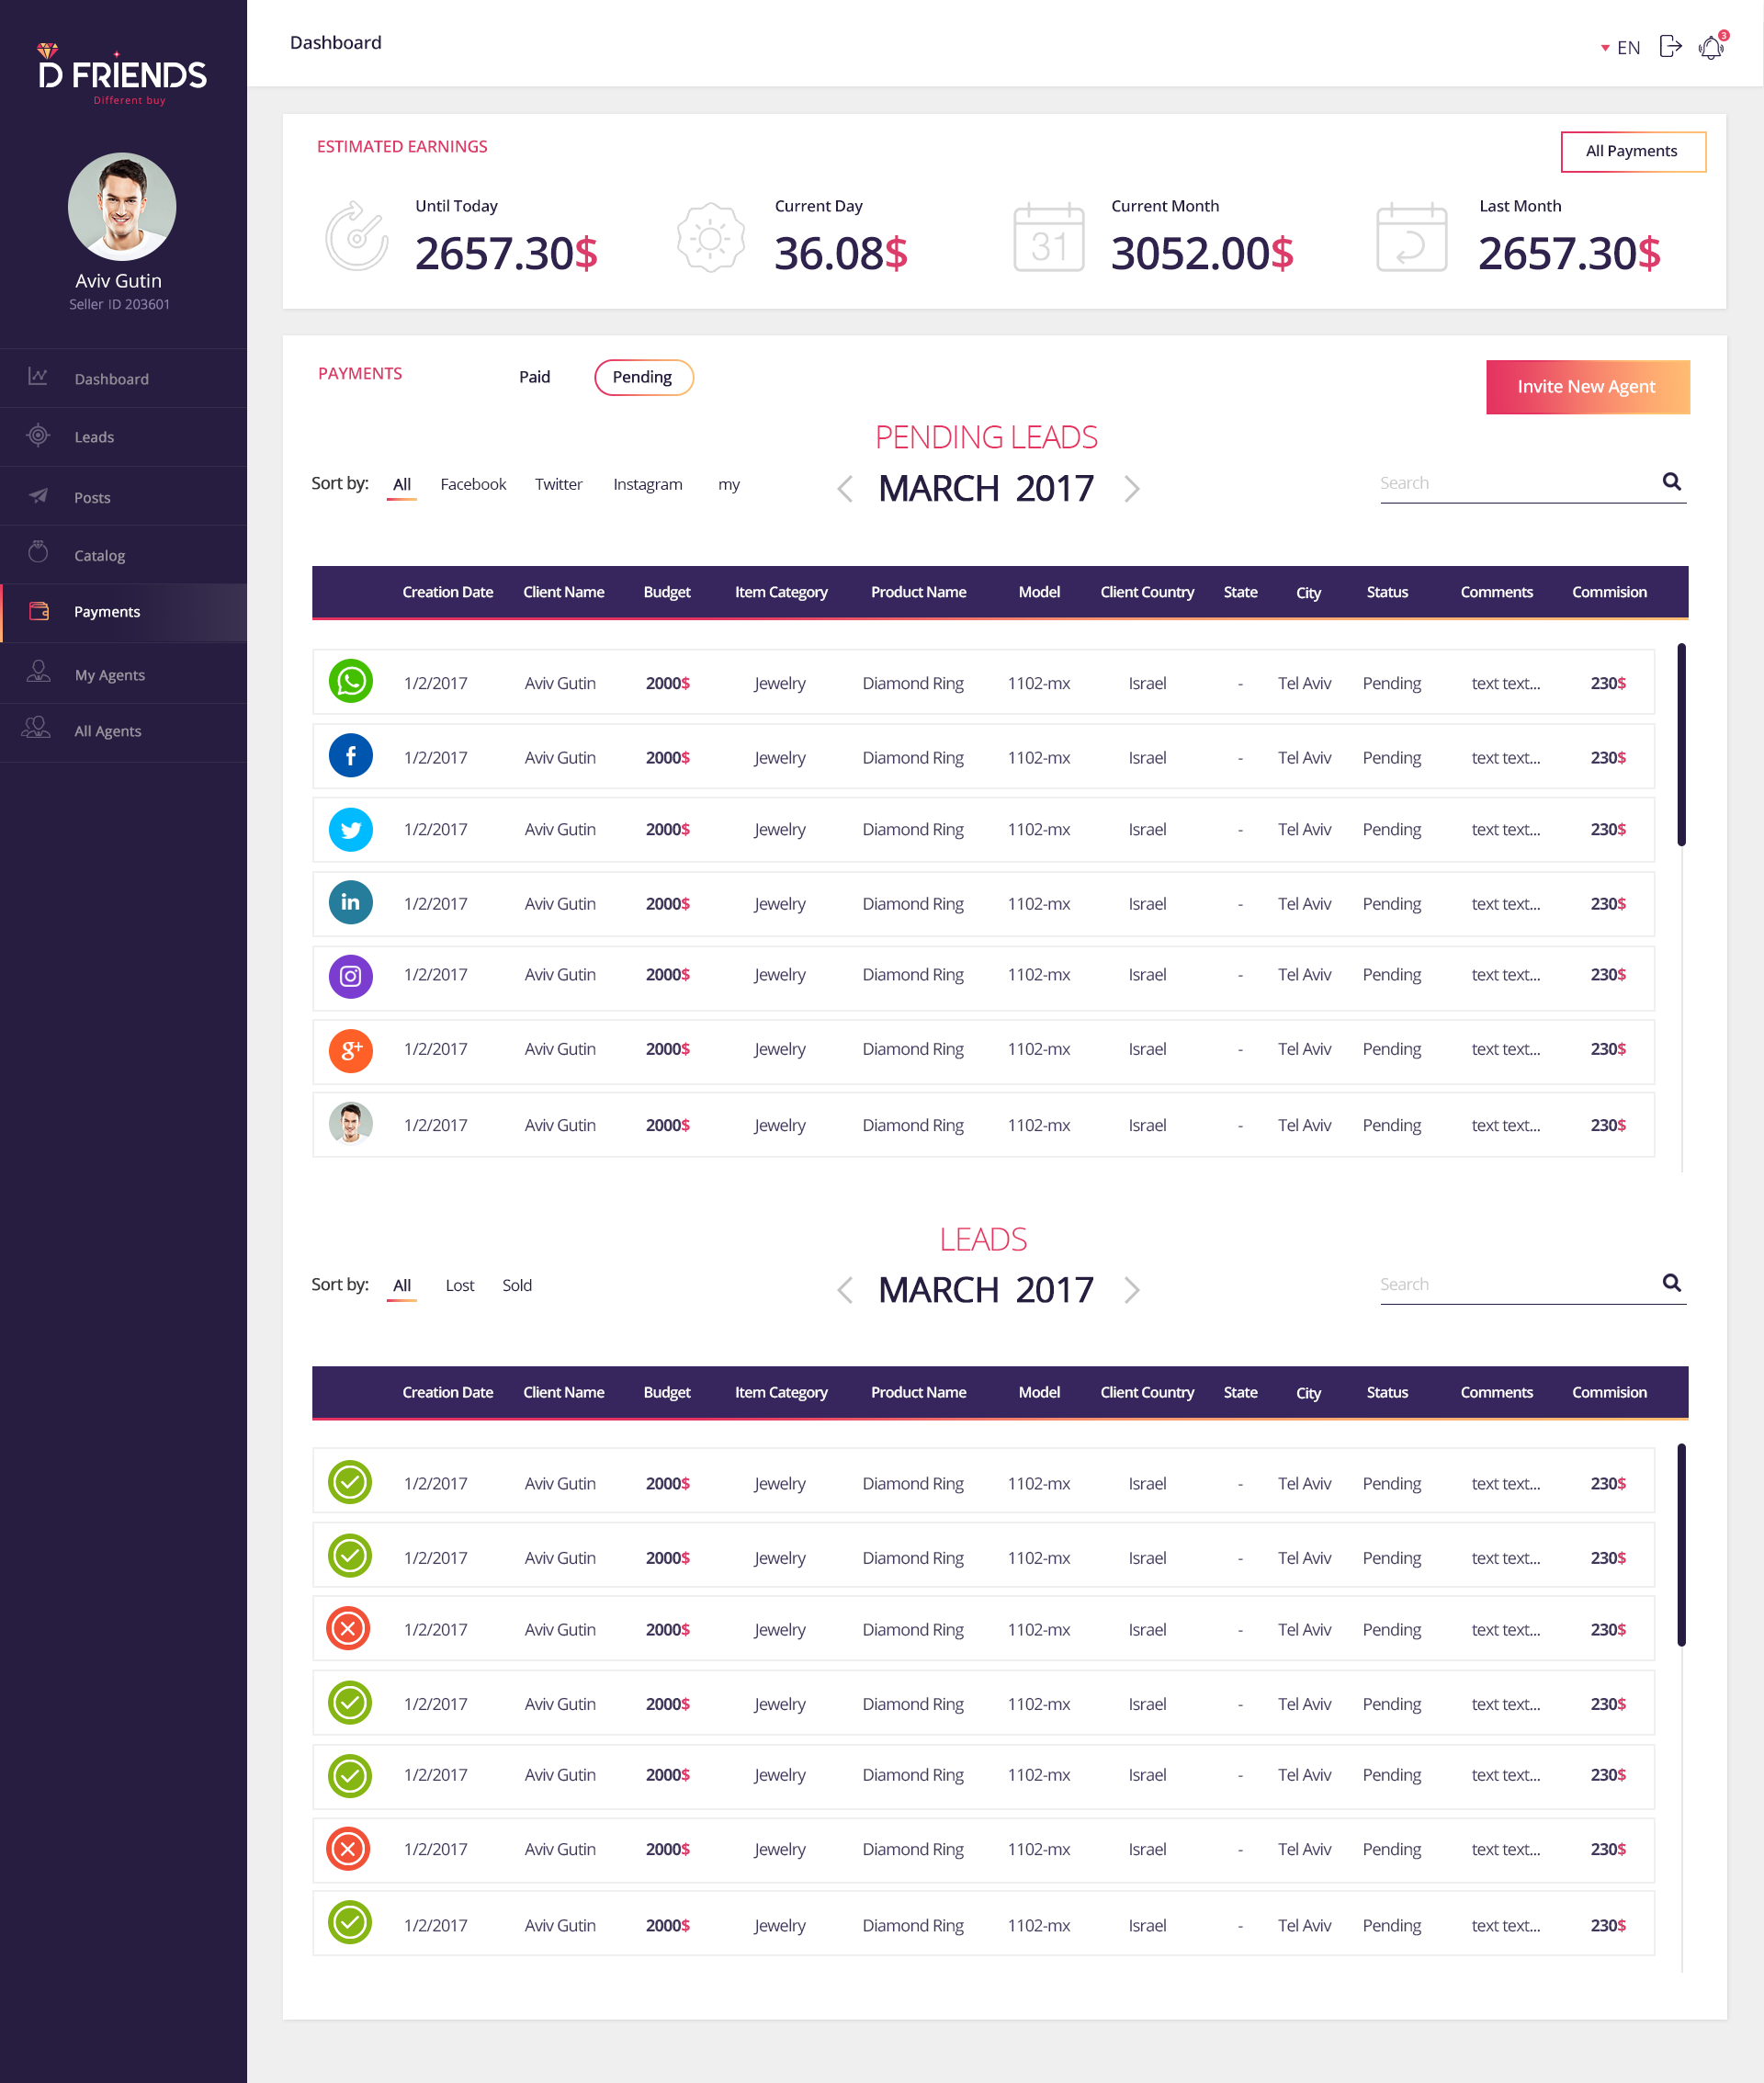 D FRIENDS
Different buy
Aviv Gutin
Seller ID 203601
Dashboard
Leads
Posts
Catalog
Payments
My Agents
All Agents
Dashboard
EN
3
ESTIMATED EARNINGS
All Payments
Until Today
2657.30$
Current Day
36.08$
31
Current Month
3052.00$
Last Month
2657.30$
PAYMENTS Paid Pending
Invite New Agent
PENDING LEADS
Sort by: All Facebook Twitter Instagram my
MARCH 2017
Search
Creation Date Client Name Budget Item Category Product Name Model Client Country State City Status Comments Commision
1/2/2017 Aviv Gutin 2000$ Jewelry Diamond Ring 1102-mx Israel - Tel Aviv Pending text text... 230$
f 1/2/2017 Aviv Gutin 2000$ Jewelry Diamond Ring 1102-mx Israel - Tel Aviv Pending text text... 230$
1/2/2017 Aviv Gutin 2000$ Jewelry Diamond Ring 1102-mx Israel - Tel Aviv Pending text text... 230$
in 1/2/2017 Aviv Gutin 2000$ Jewelry Diamond Ring 1102-mx Israel - Tel Aviv Pending text text... 230$
1/2/2017 Aviv Gutin 2000$ Jewelry Diamond Ring 1102-mx Israel - Tel Aviv Pending text text... 230$
g+ 1/2/2017 Aviv Gutin 2000$ Jewelry Diamond Ring 1102-mx Israel - Tel Aviv Pending text text... 230$
1/2/2017 Aviv Gutin 2000$ Jewelry Diamond Ring 1102-mx Israel - Tel Aviv Pending text text... 230$
LEADS
Sort by: All Lost Sold
MARCH 2017
Search
Creation Date Client Name Budget Item Category Product Name Model Client Country State City Status Comments Commision
1/2/2017 Aviv Gutin 2000$ Jewelry Diamond Ring 1102-mx Israel - Tel Aviv Pending text text... 230$
1/2/2017 Aviv Gutin 2000$ Jewelry Diamond Ring 1102-mx Israel - Tel Aviv Pending text text... 230$
1/2/2017 Aviv Gutin 2000$ Jewelry Diamond Ring 1102-mx Israel - Tel Aviv Pending text text... 230$
1/2/2017 Aviv Gutin 2000$ Jewelry Diamond Ring 1102-mx Israel - Tel Aviv Pending text text... 230$
1/2/2017 Aviv Gutin 2000$ Jewelry Diamond Ring 1102-mx Israel - Tel Aviv Pending text text... 230$
1/2/2017 Aviv Gutin 2000$ Jewelry Diamond Ring 1102-mx Israel - Tel Aviv Pending text text... 230$
1/2/2017 Aviv Gutin 2000$ Jewelry Diamond Ring 1102-mx Israel - Tel Aviv Pending text text... 230$